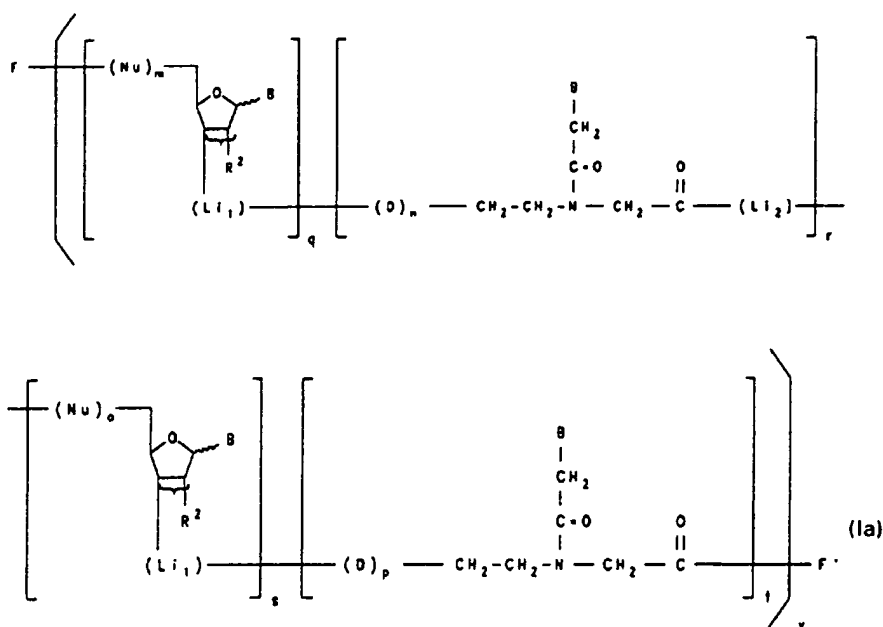 F — (Nu)ₘ
O
B
R²
B
CH₂
C=O
O
(Li₁) q (D)ₙ — CH₂-CH₂-N-CH₂ — C — (Li₂) r
(Nu)ₒ
O
B
R²
B
CH₂
C=O
O
(Ia)
(Li₁) s (D)ₚ — CH₂-CH₂-N-CH₂ — C t F'